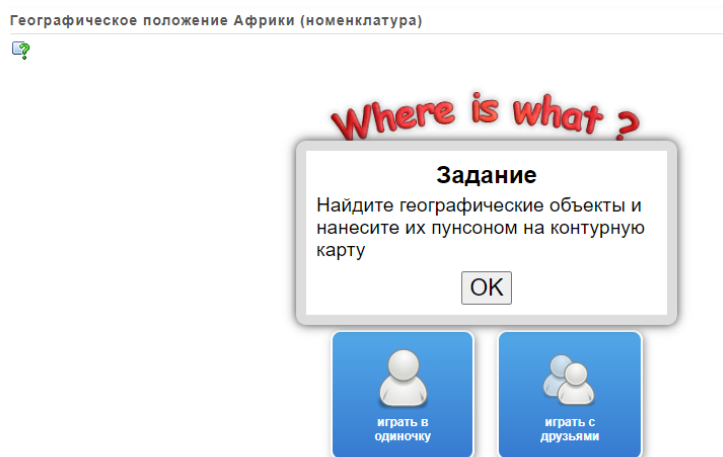 Географическое положение Африки (номенклатура)
Where is what ?
Задание
Найдите географические объекты и
нанесите их пунсоном на контурную
карту
OK
играть в
одиночку
играть с
друзьями